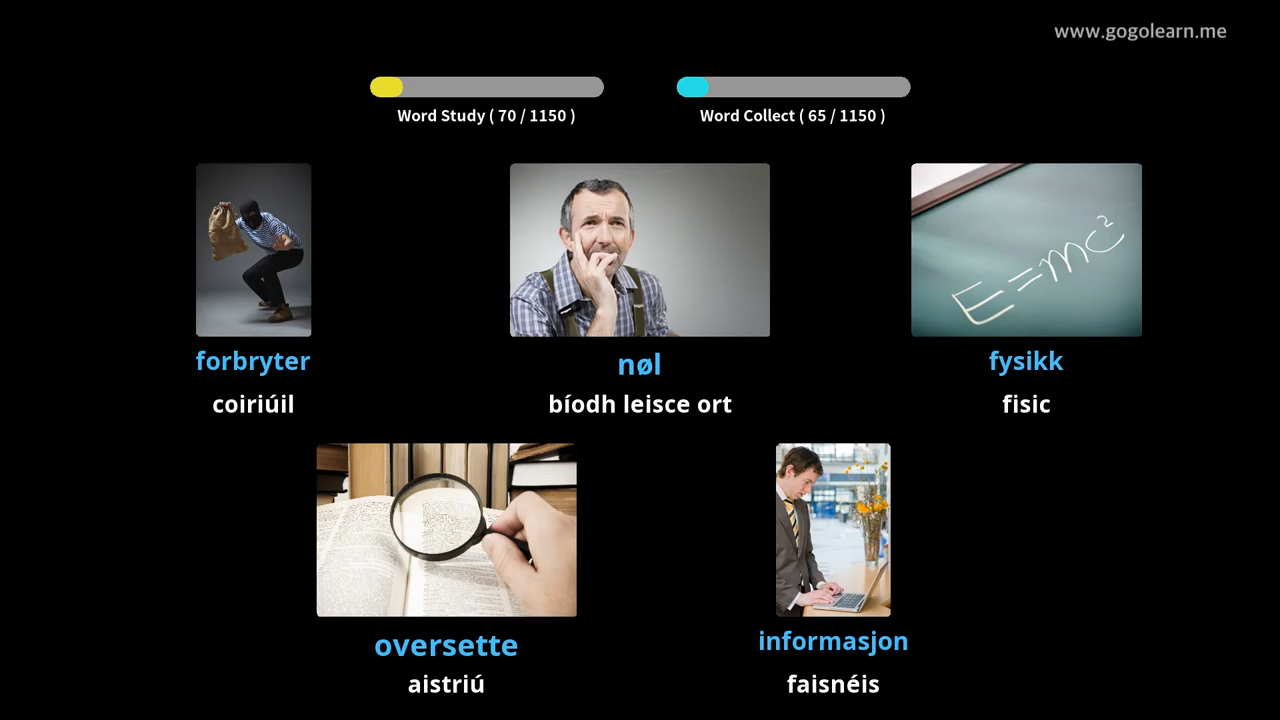 www.gogolearn.me
Word Study ( 70 / 1150 )
Word Collect ( 65 / 1150 )
E=mc²
forbryter
nøl
fysikk
coiriúil
bíodh leisce ort
fisic
oversette
informasjon
aistriú
faisnéis